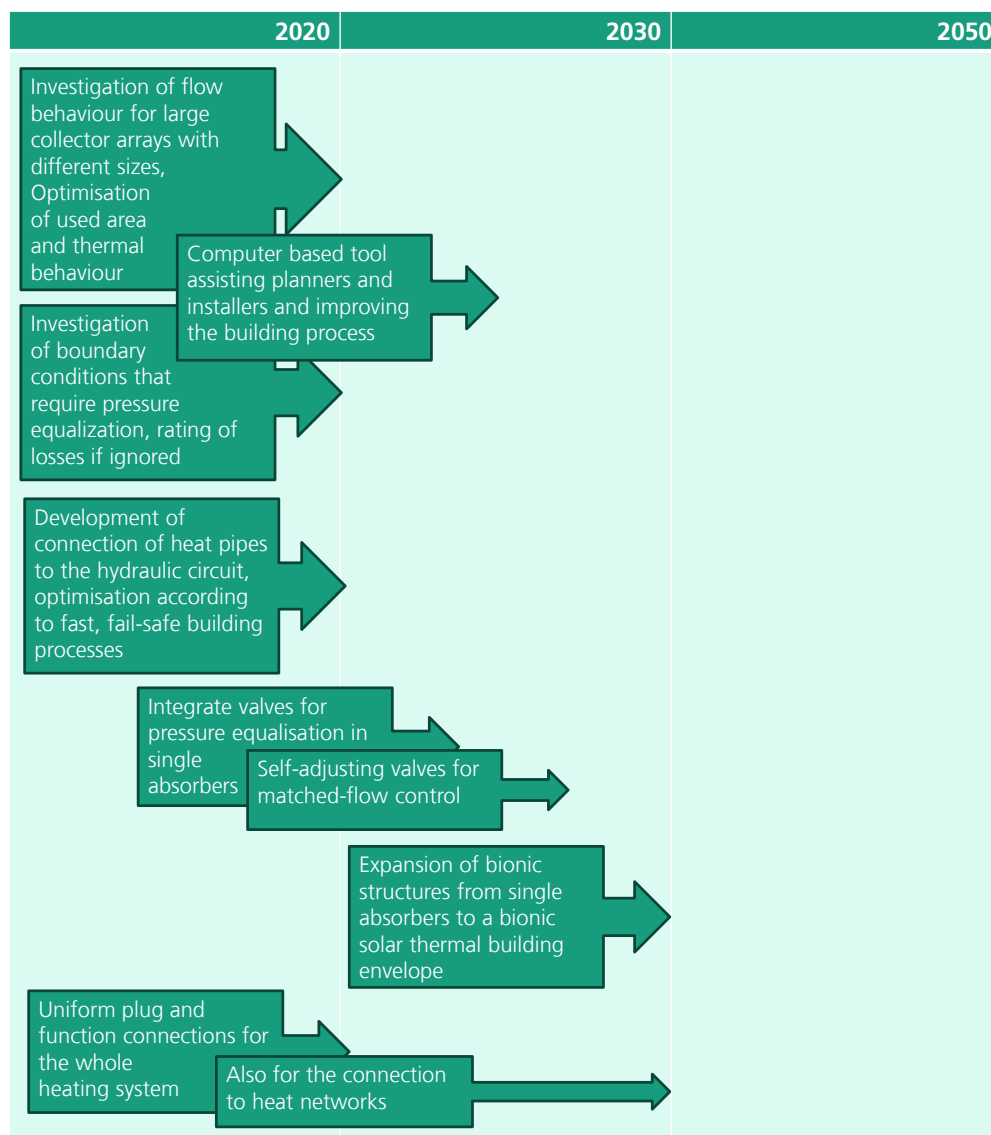 2020
2030
2050
Investigation of flow
behaviour for large
collector arrays with
different sizes,
Optimisation
of used area
and thermal
behaviour
Computer based tool
assisting planners and
installers and improving
the building process
Investigation
of boundary
conditions that
require pressure
equalization, rating of
losses if ignored
Development of
connection of heat pipes
to the hydraulic circuit,
optimisation according
to fast, fail-safe building
processes
Integrate valves for
pressure equalisation in
single
absorbers
Self-adjusting valves for
matched-flow control
Expansion of bionic
structures from single
absorbers to a bionic
solar thermal building
envelope
Uniform plug and
function connections for
the whole
heating system
Also for the connection
to heat networks